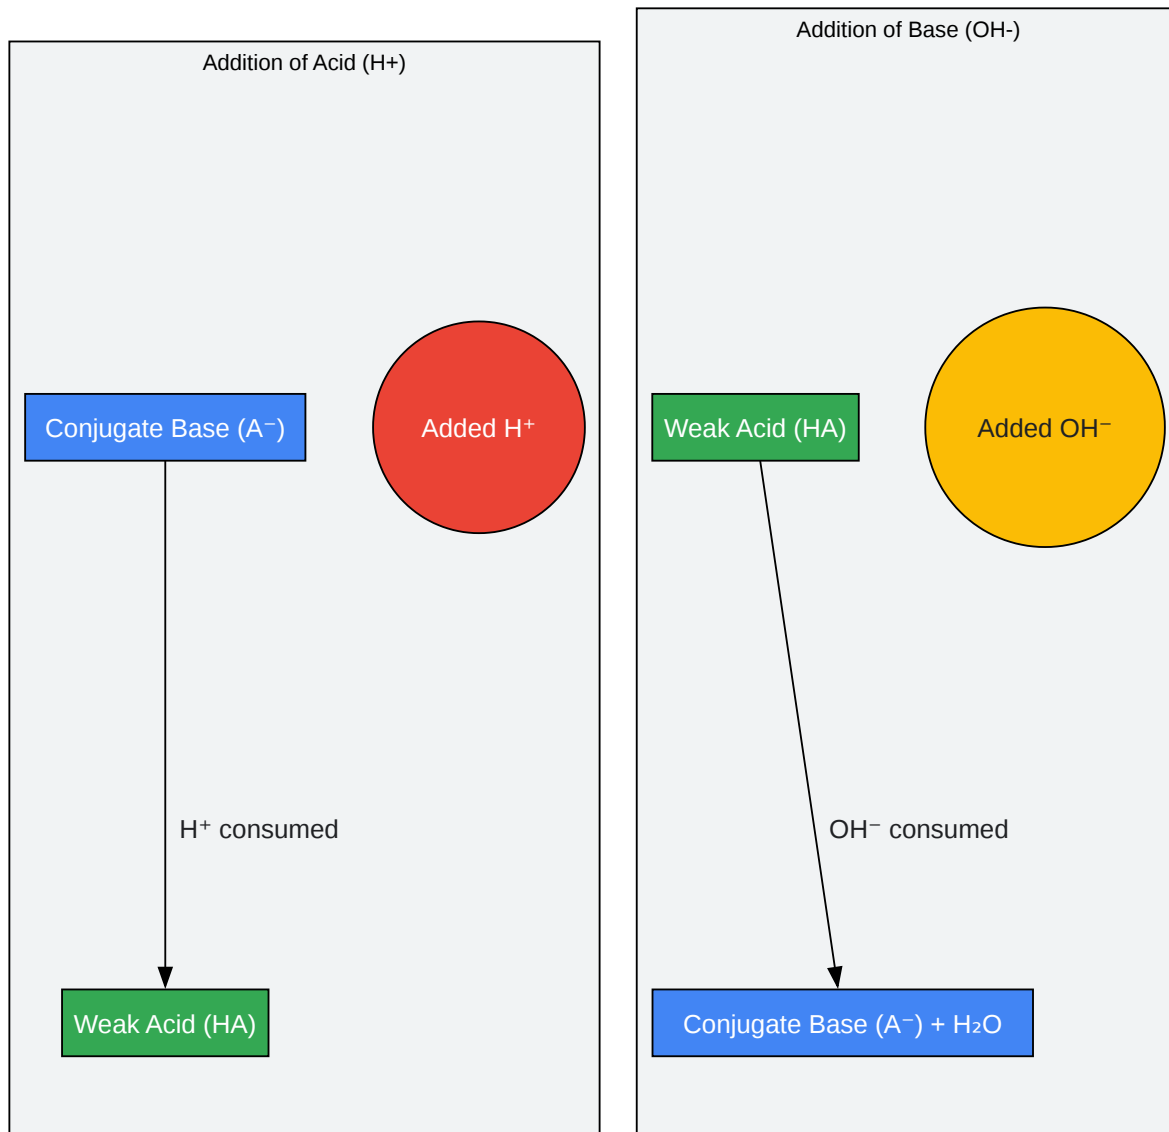 Addition of Acid (H+)
Conjugate Base (A⁻)
Added H⁺
H⁺ consumed
Weak Acid (HA)
Addition of Base (OH-)
Weak Acid (HA)
Added OH⁻
OH⁻ consumed
Conjugate Base (A⁻) + H₂O